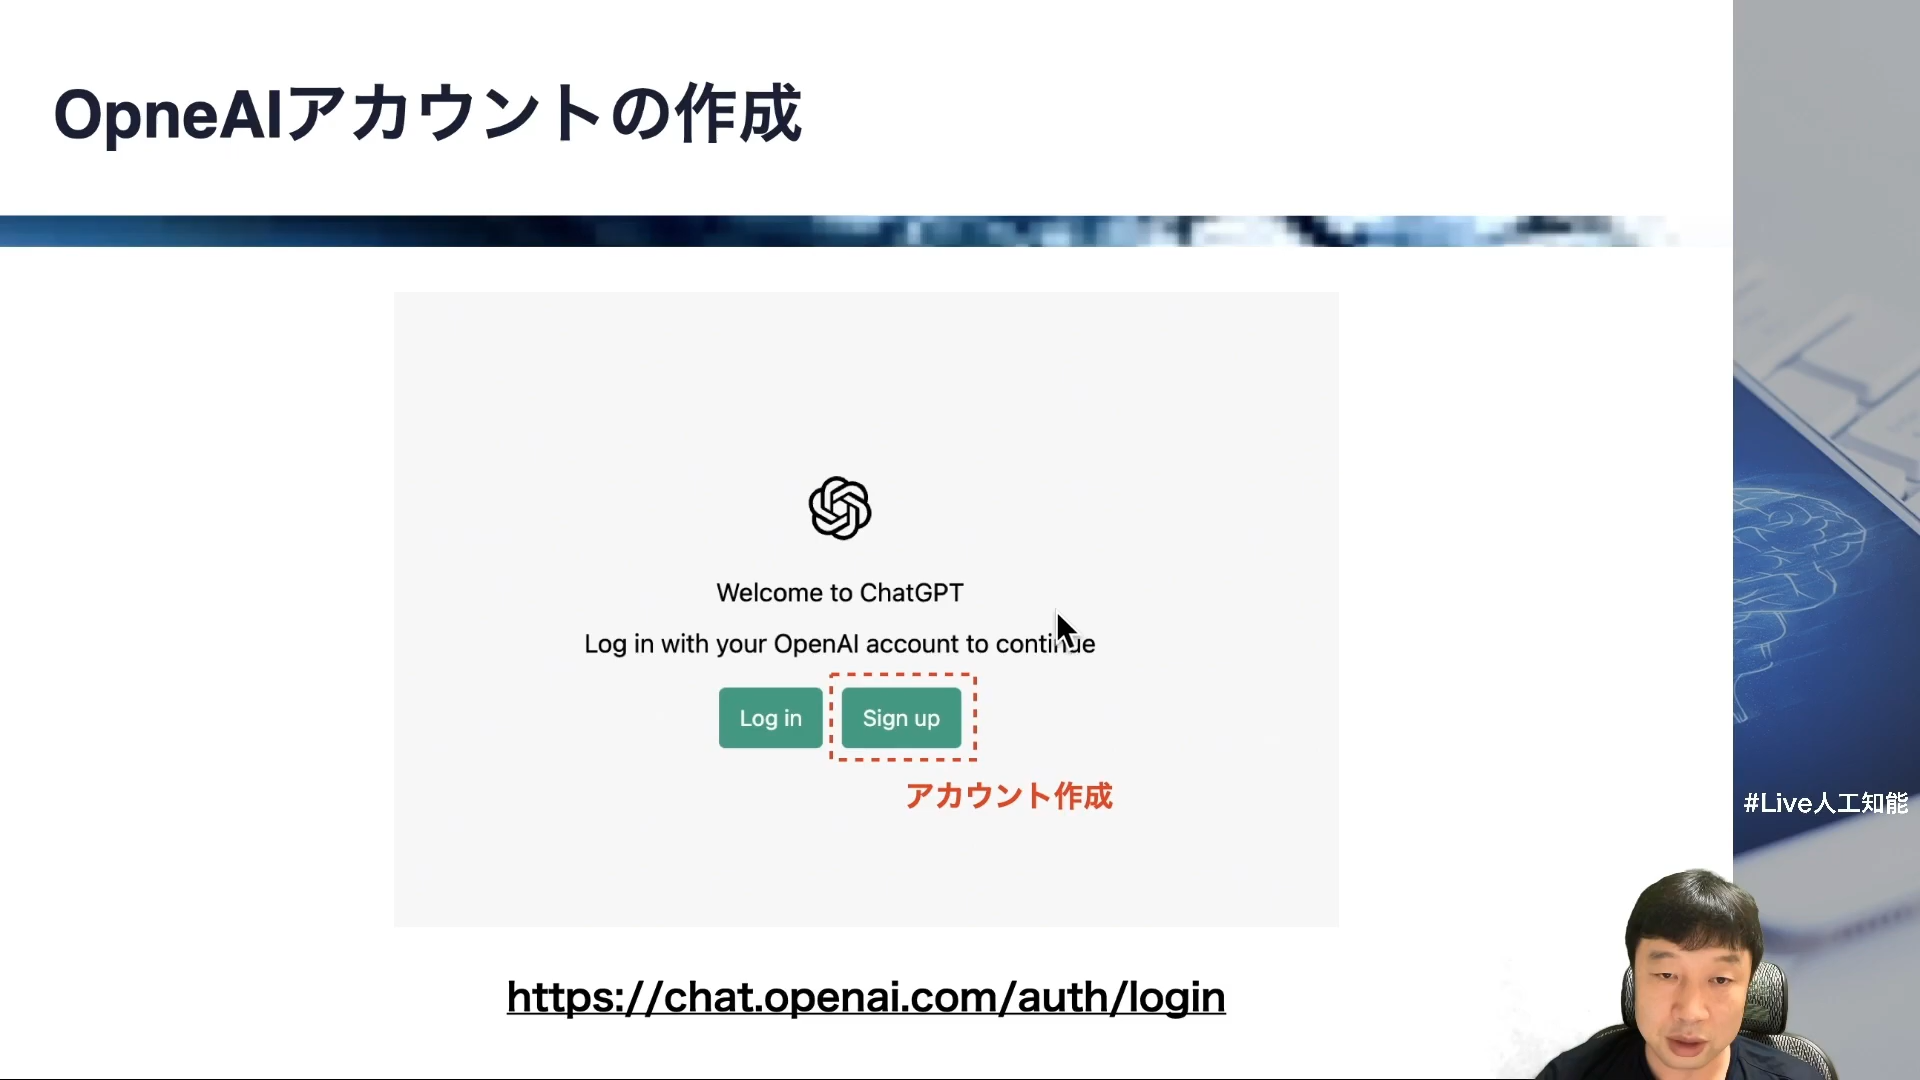 OpneAIアカウントの作成
Welcome to ChatGPT
Log in with your OpenAI account to continue
Log in
Sign up
アカウント作成
#Live人工知能
https://chat.openai.com/auth/login